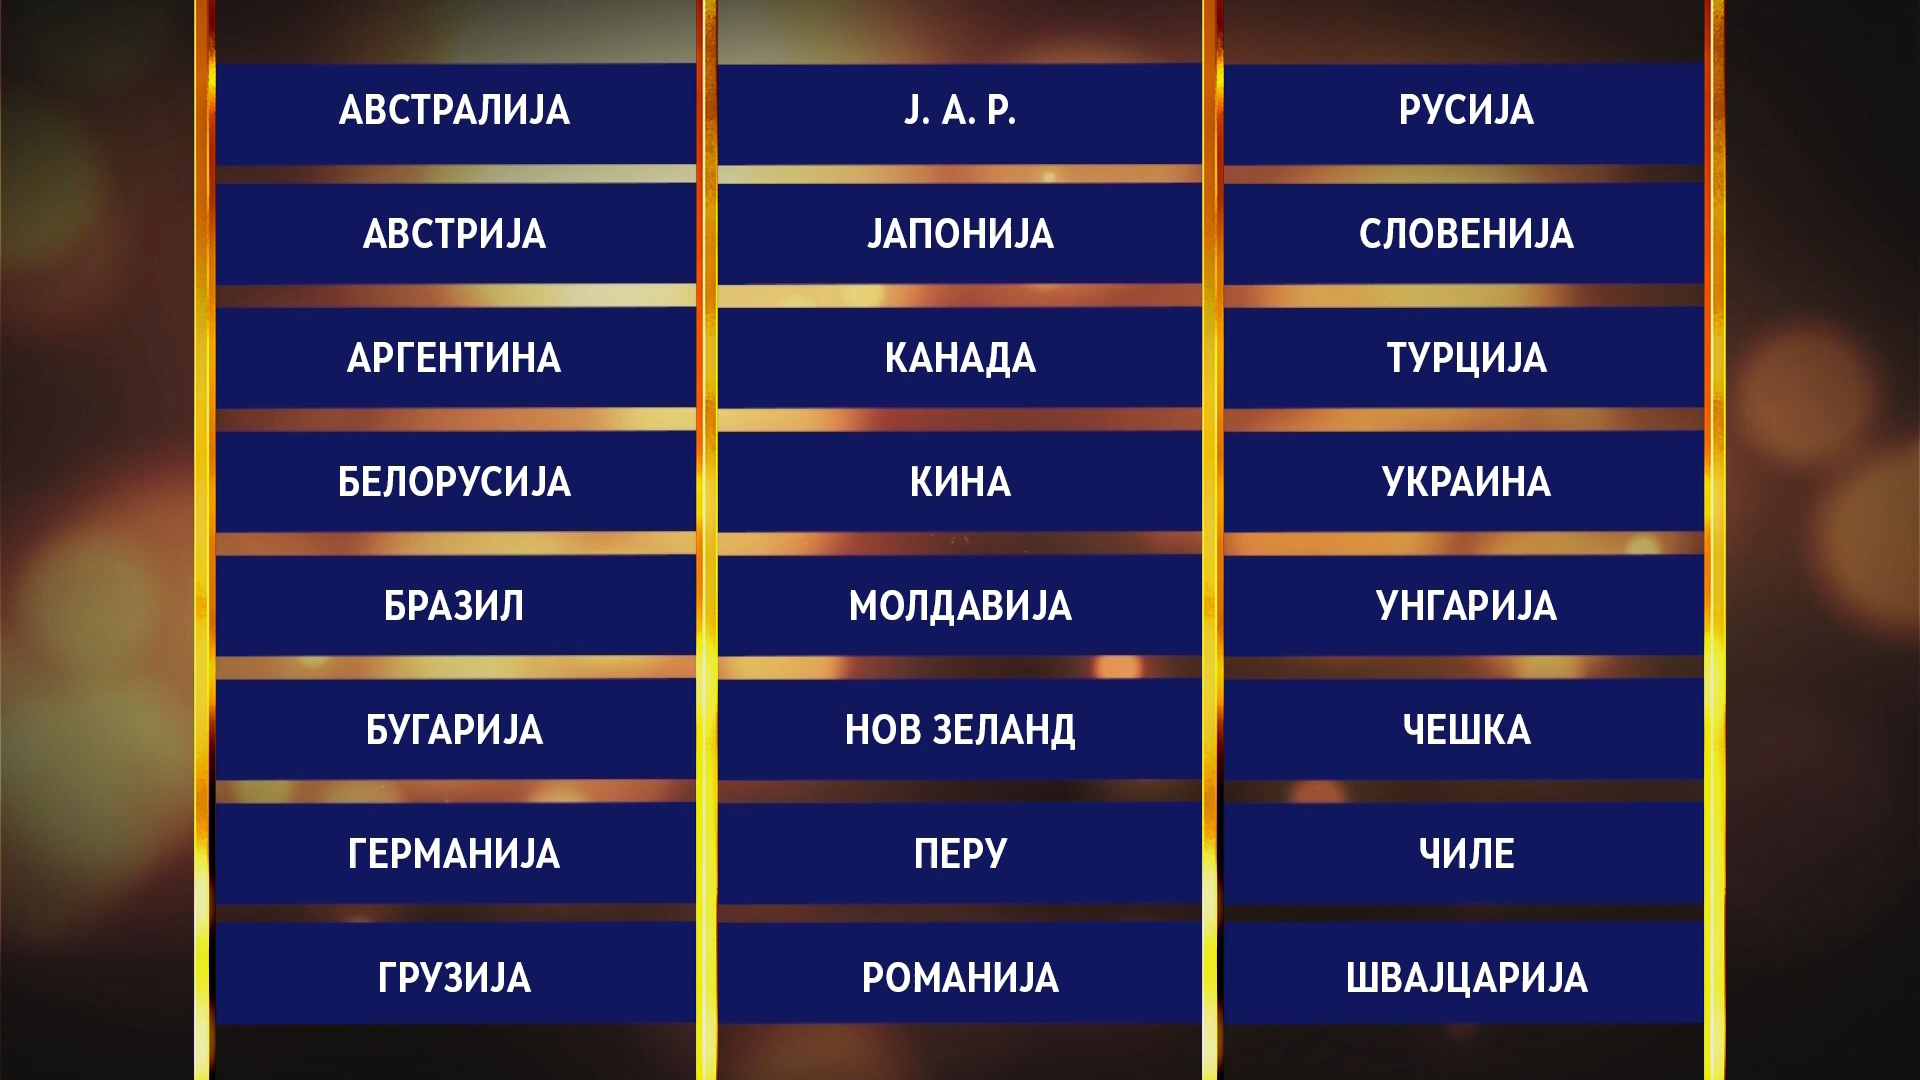 АВСТРАЛИЈА
АВСТРИЈА
АРГЕНТИНА
БЕЛОРУСИЈА
БРАЗИЛ
БУГАРИЈА
ГЕРМАНИЈА
ГРУЗИЈА
Ј. А. Р.
ЈАПОНИЈА
КАНАДА
КИНА
МОЛДАВИЈА
НОВ ЗЕЛАНД
ПЕРУ
РОМАНИЈА
РУСИЈА
СЛОВЕНИЈА
ТУРЦИЈА
УКРАИНА
УНГАРИЈА
ЧЕШКА
ЧИЛЕ
ШВАЈЦАРИЈА